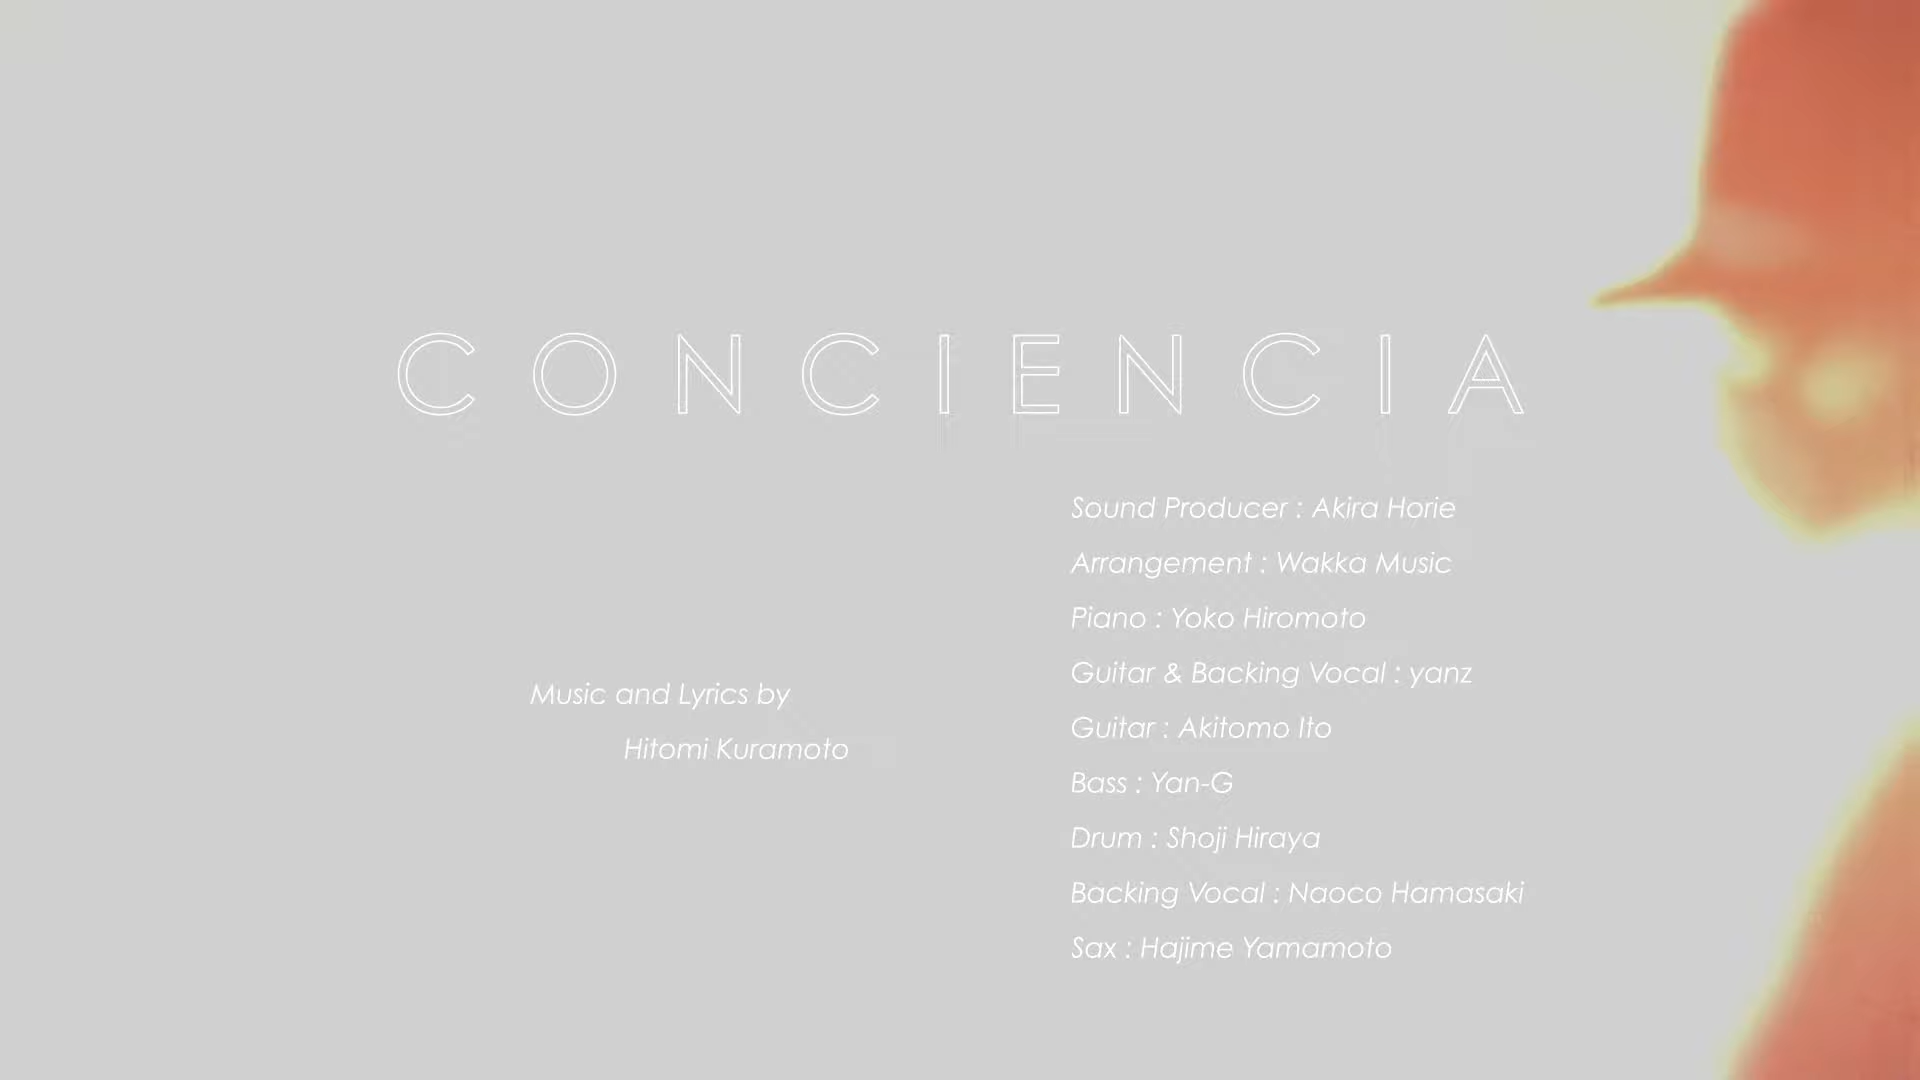 CONCIENCIA
Music and Lyrics by
Hitomi Kuramoto
Sound Producer : Akira Horie
Arrangement : Wakka Music
Piano : Yoko Hiromoto
Guitar & Backing Vocal : yanz
Guitar : Akitomo Ito
Bass : Yan-G
Drum : Shoji Hiraya
Backing Vocal : Naoco Hamasaki
Sax : Hajime Yamamoto